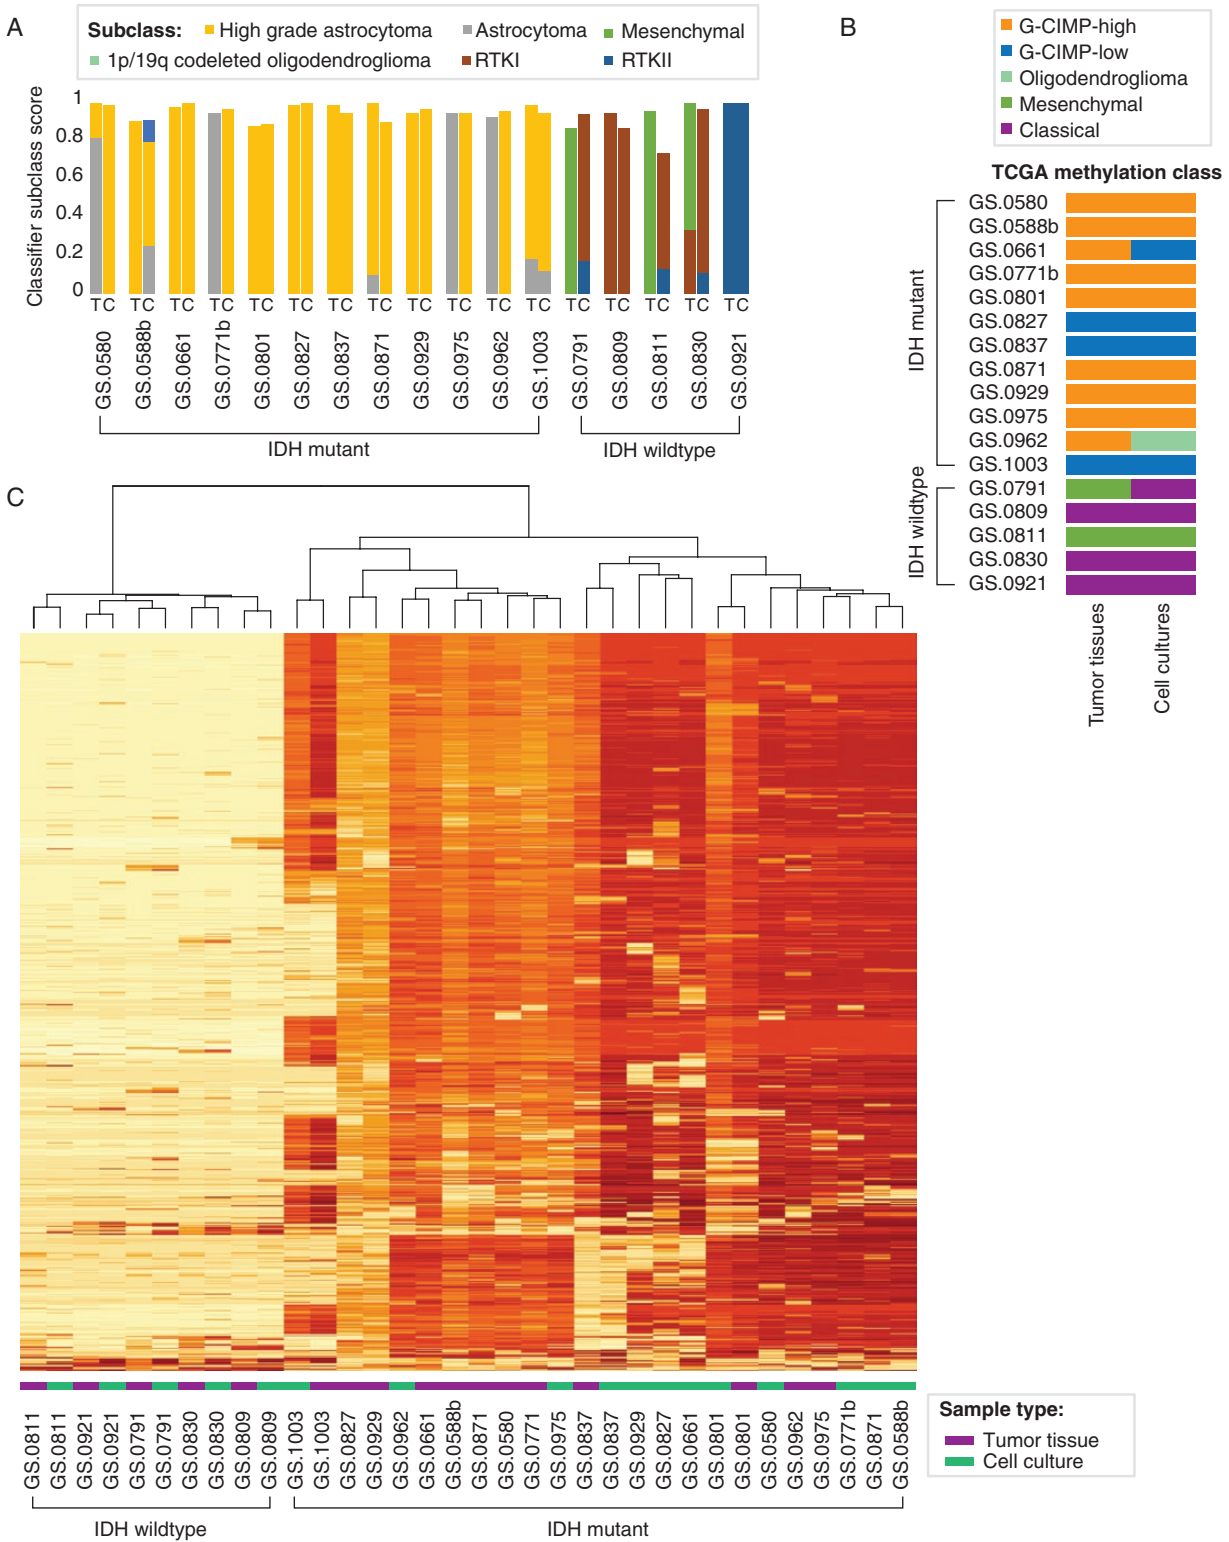 A
Subclass: High grade astrocytoma Astrocytoma Mesenchymal
1p/19q codeleted oligodendroglioma RTKI RTKII
Classifier subclass score
1
0.8
0.6
0.4
0.2
0
TC TC TC TC TC TC TC TC TC TC TC TC TC TC TC TC TC
GS.0580
GS.0588b
GS.0661
GS.0771b
GS.0801
GS.0827
GS.0837
GS.0871
GS.0929
GS.0975
GS.0962
GS.1003
GS.0791
GS.0809
GS.0811
GS.0830
GS.0921
IDH mutant
IDH wildtype
B
G-CIMP-high
G-CIMP-low
Oligodendroglioma
Mesenchymal
Classical
TCGA methylation class
GS.0580
GS.0588b
GS.0661
GS.0771b
GS.0801
GS.0827
GS.0837
GS.0871
GS.0929
GS.0975
GS.0962
GS.1003
GS.0791
GS.0809
GS.0811
GS.0830
GS.0921
IDH mutant
IDH wildtype
Tumor tissues
Cell cultures
C
GS.0811
GS.0811
GS.0921
GS.0921
GS.0791
GS.0791
GS.0830
GS.0830
GS.0809
GS.0809
GS.1003
GS.1003
GS.0827
GS.0929
GS.0962
GS.0661
GS.0588b
GS.0871
GS.0580
GS.0771
GS.0975
GS.0837
GS.0837
GS.0929
GS.0827
GS.0661
GS.0801
GS.0801
GS.0580
GS.0962
GS.0975
GS.0771b
GS.0871
GS.0588b
IDH wildtype
IDH mutant
Sample type:
Tumor tissue
Cell culture